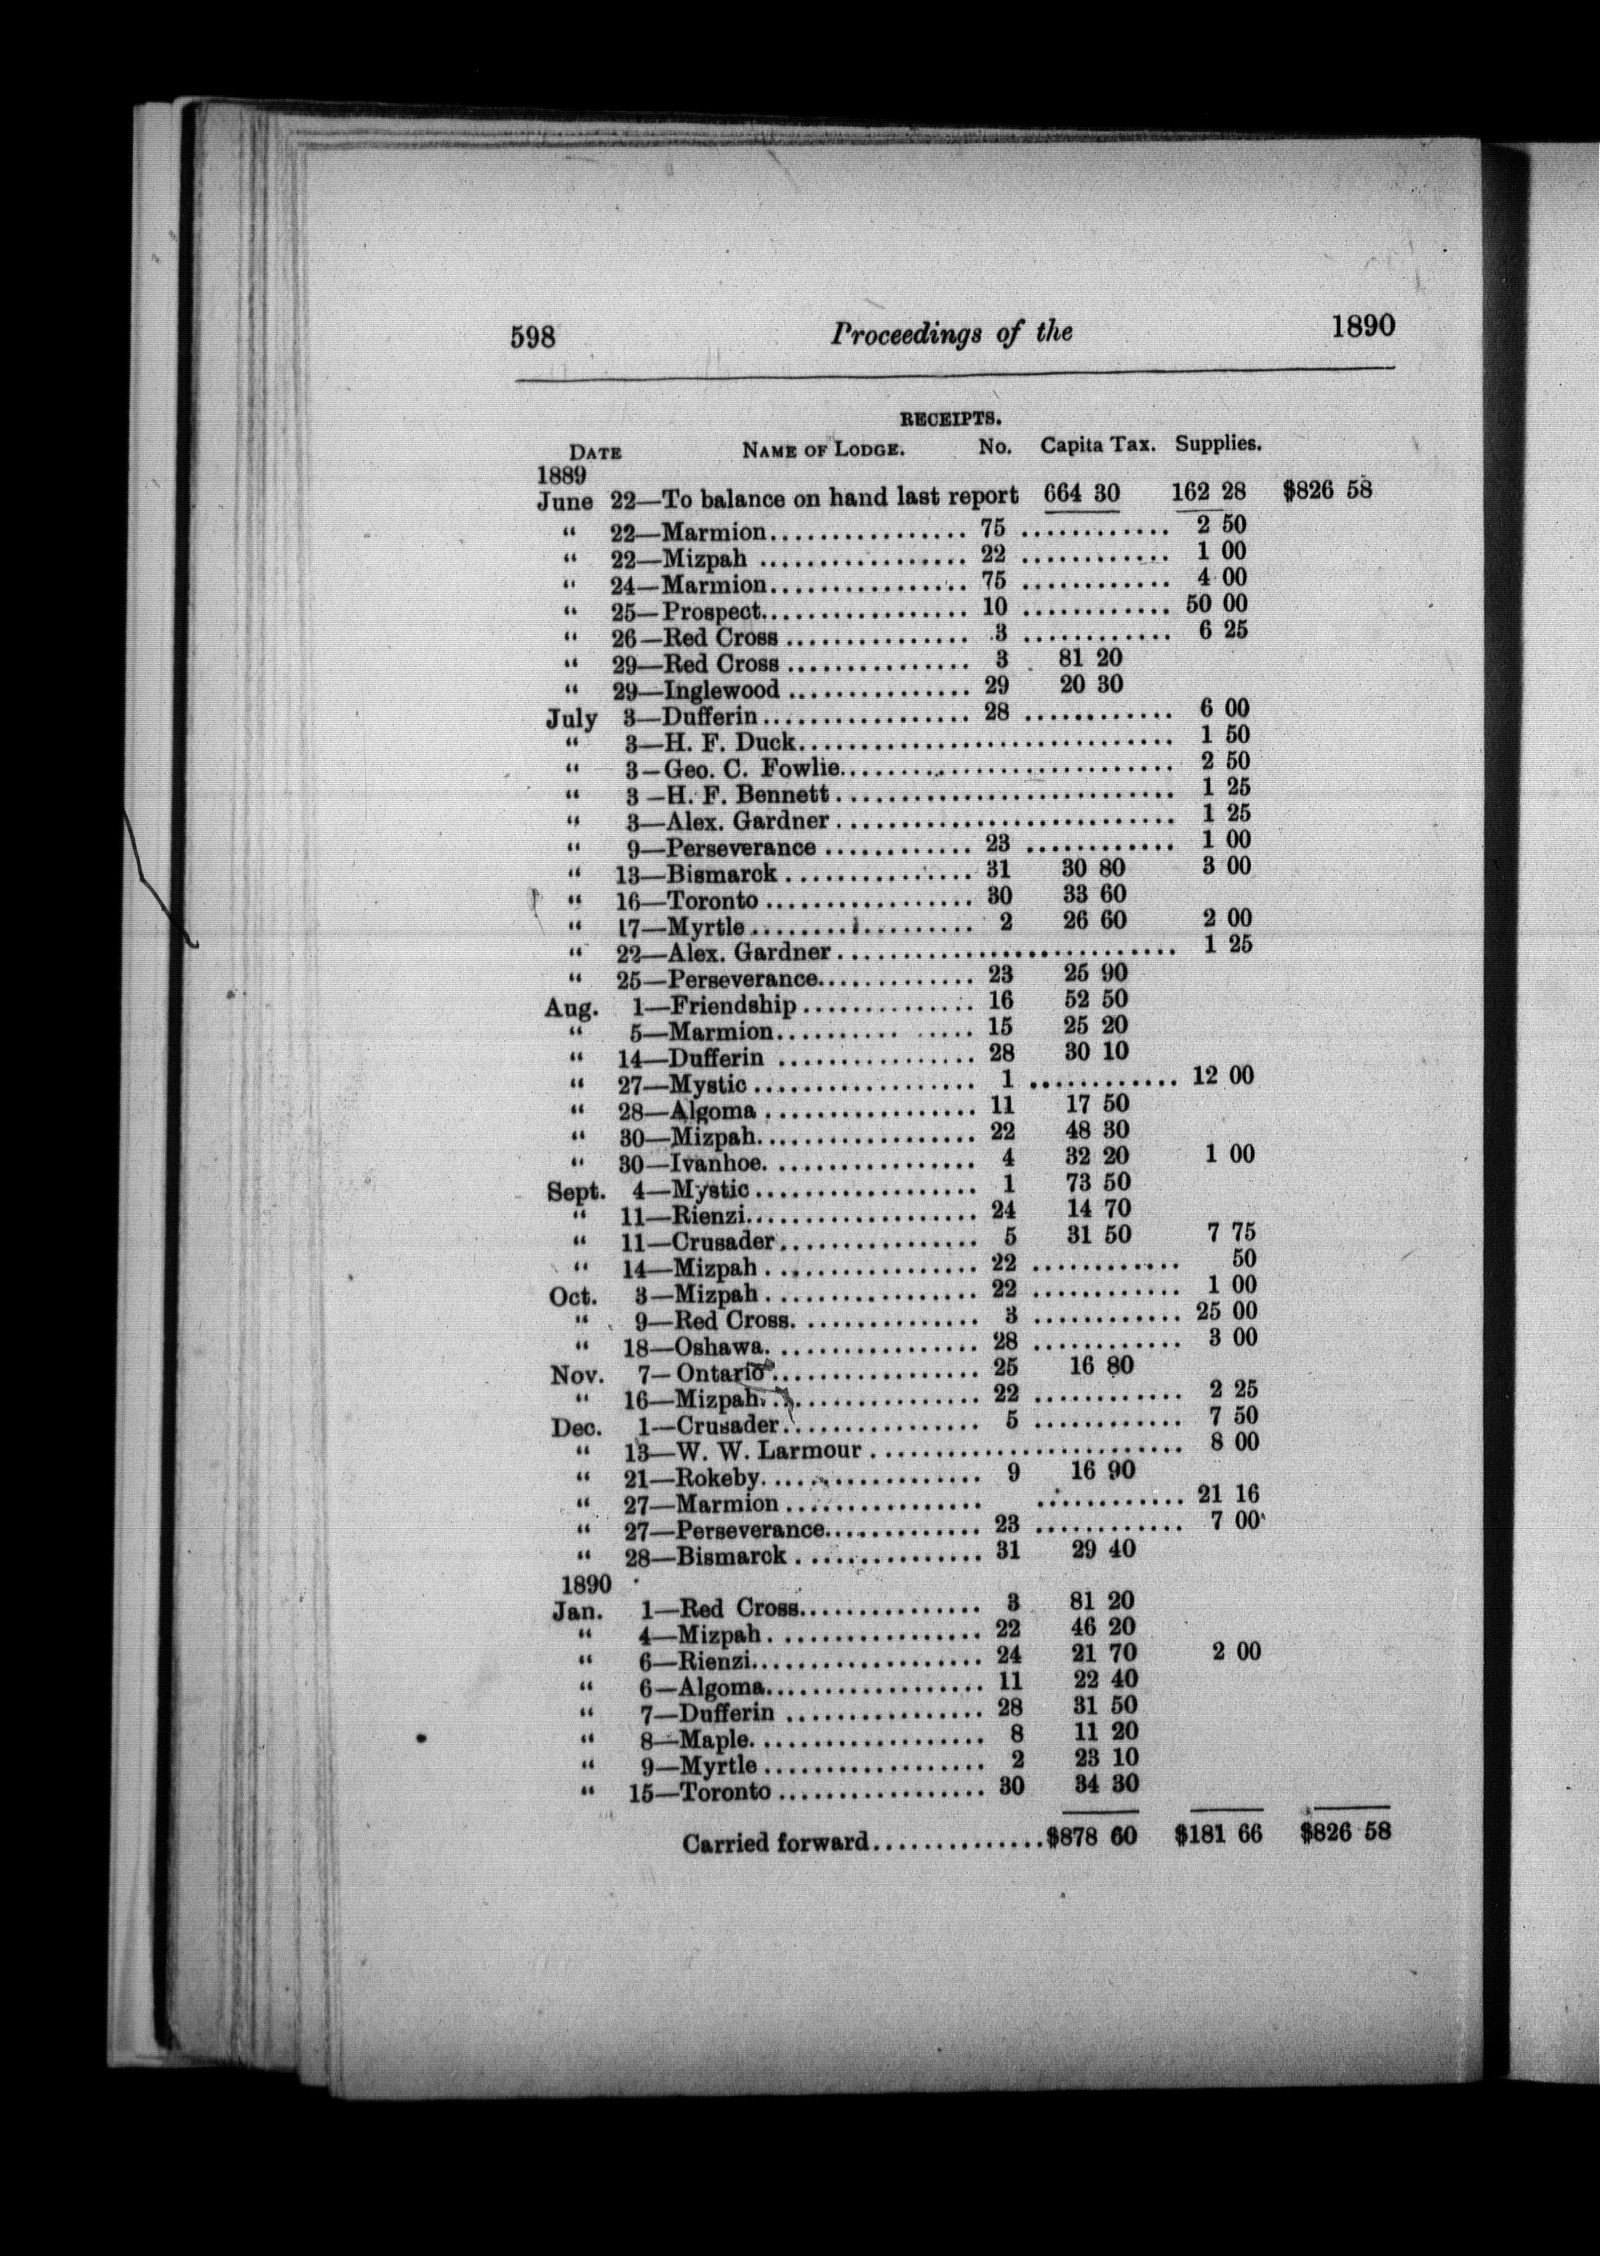 598 Proceedings of the 1890
RECEIPTS.
DATE NAME OF LODGE. No. Capita Tax. Supplies.
1889
June 22—To balance on hand last report 664 30 162 28 $826 58
“ 22—Marmion................ 75 ............ 2 50
“ 22—Mizpah ................. 22 ............ 1 00
“ 24—Marmion................ 75 ............ 4 00
“ 25—Prospect................. 10 ............ 50 00
“ 26—Red Cross ............... 3 ............ 6 25
“ 29—Red Cross ............... 3 81 20
“ 29—Inglewood ............... 29 20 30
July 3—Dufferin................. 28 ............ 6 00
“ 3—H. F. Duck............................... 1 50
“ 3—Geo. C. Fowlie............................ 2 50
“ 3—H. F. Bennett............................ 1 25
“ 3—Alex. Gardner............................ 1 25
“ 9—Perseverance ............ 23 ............ 1 00
“ 13—Bismarck ............... 31 30 80 3 00
“ 16—Toronto ................. 30 33 60
“ 17—Myrtle.................. 2 26 60 2 00
“ 22—Alex. Gardner............................ 1 25
“ 25—Perseverance............. 23 25 90
Aug. 1—Friendship.............. 16 52 50
“ 5—Marmion................ 15 25 20
“ 14—Dufferin ................ 28 30 10
“ 27—Mystic .................. 1 ............ 12 00
“ 28—Algoma ................. 11 17 50
“ 30—Mizpah.................. 22 48 30
“ 30—Ivanhoe................. 4 32 20 1 00
Sept. 4—Mystic .................. 1 73 50
“ 11—Rienzi................... 24 14 70
“ 11—Crusader................ 5 31 50 7 75
“ 14—Mizpah ................. 22 ............ 50
Oct. 3—Mizpah ................. 22 ............ 1 00
“ 9—Red Cross............... 3 ............ 25 00
“ 18—Oshawa................. 28 ............ 3 00
Nov. 7—Ontario................. 25 16 80
“ 16—Mizpah................. 22 ............ 2 25
Dec. 1—Crusader................ 5 ............ 7 50
“ 13—W. W. Larmour .......................... 8 00
“ 21—Rokeby.................. 9 16 90
“ 27—Marmion ................ ............ 21 16
“ 27—Perseverance............. 23 ............ 7 00
“ 28—Bismarck ............... 31 29 40
1890
Jan. 1—Red Cross............... 3 81 20
“ 4—Mizpah ................. 22 46 20
“ 6—Rienzi................... 24 21 70 2 00
“ 6—Algoma.................. 11 22 40
“ 7—Dufferin ................ 28 31 50
“ 8—Maple................... 8 11 20
“ 9—Myrtle .................. 2 23 10
“ 15—Toronto ................. 30 34 30
Carried forward..............$878 60 $181 66 $826 58